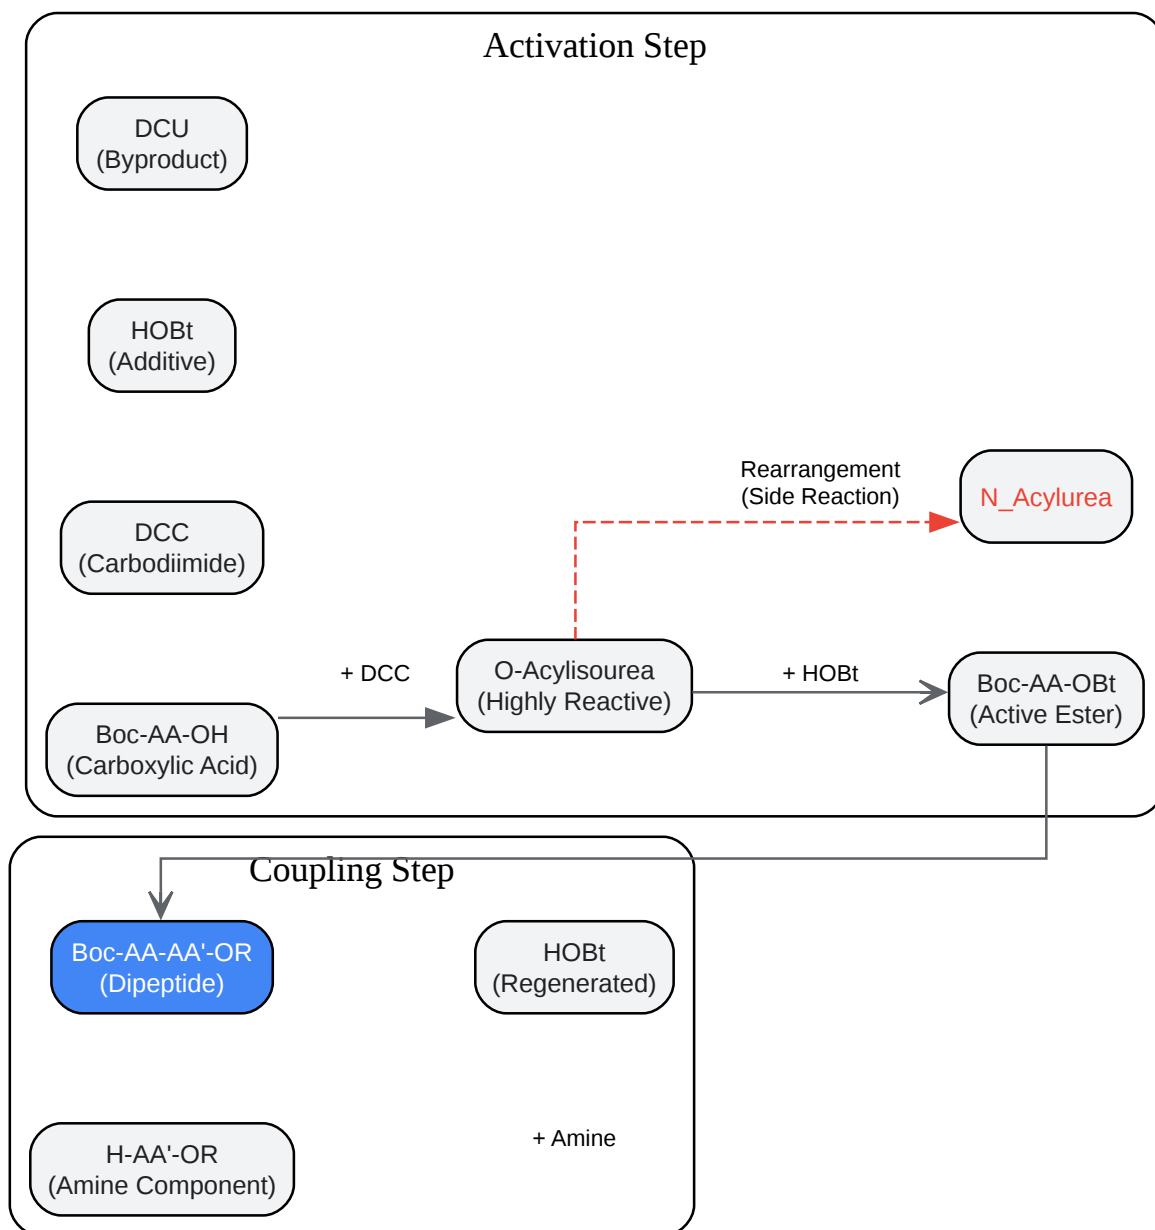 Activation Step
DCU
(Byproduct)
HOBt
(Additive)
DCC
(Carbodiimide)
Rearrangement
(Side Reaction)
N_Acylurea
Boc-AA-OH
(Carboxylic Acid)
+ DCC
O-Acylisourea
(Highly Reactive)
+ HOBt
Boc-AA-OBt
(Active Ester)
Coupling Step
Boc-AA-AA'-OR
(Dipeptide)
HOBt
(Regenerated)
H-AA'-OR
(Amine Component)
+ Amine